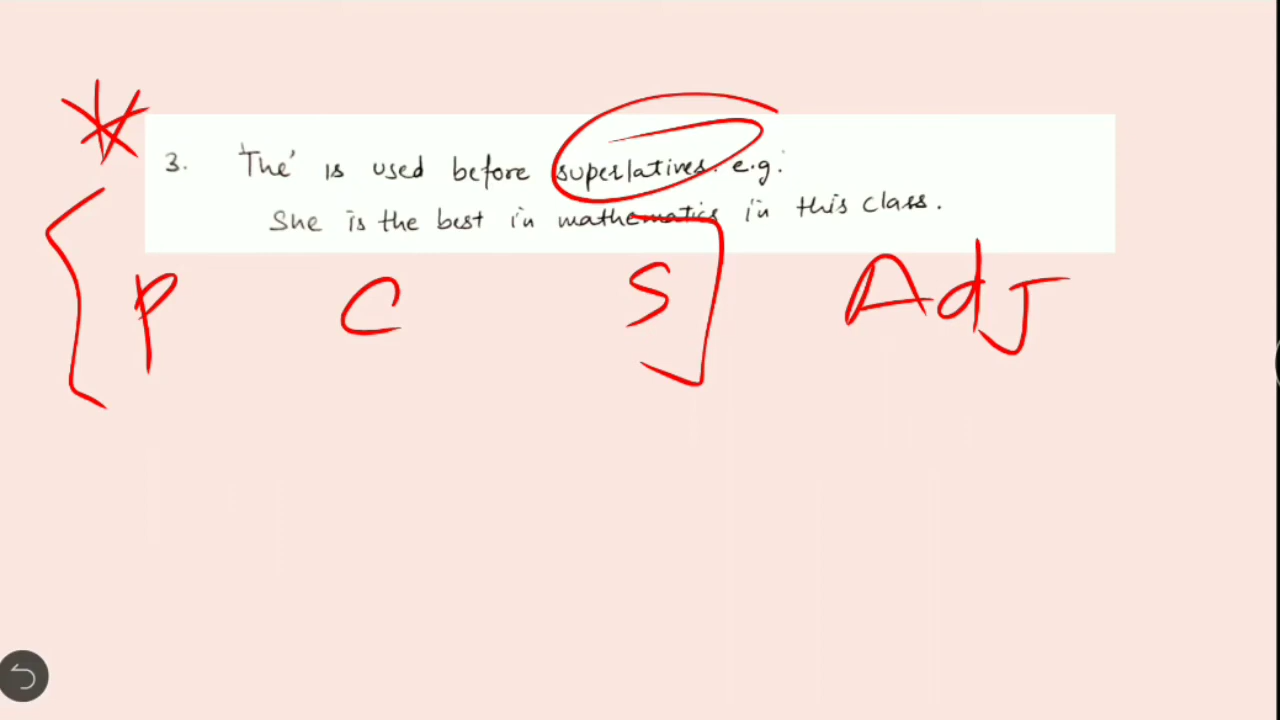 3. 'The' is used before superlatives. e.g:
She is the best in mathematics in this class.
P C S Adj